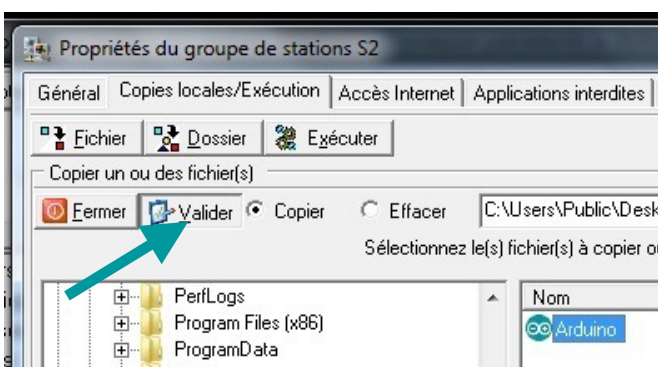 Propriétés du groupe de stations S2
Général Copies locales/Exécution Accès Internet Applications interdites
Fichier Dossier Exécuter
Copier un ou des fichier(s)
Fermer Valider Copier Effacer C:\Users\Public\Desk
Sélectionnez le(s) fichier(s) à copier ou
PerfLogs Nom
Program Files (x86) Arduino
ProgramData